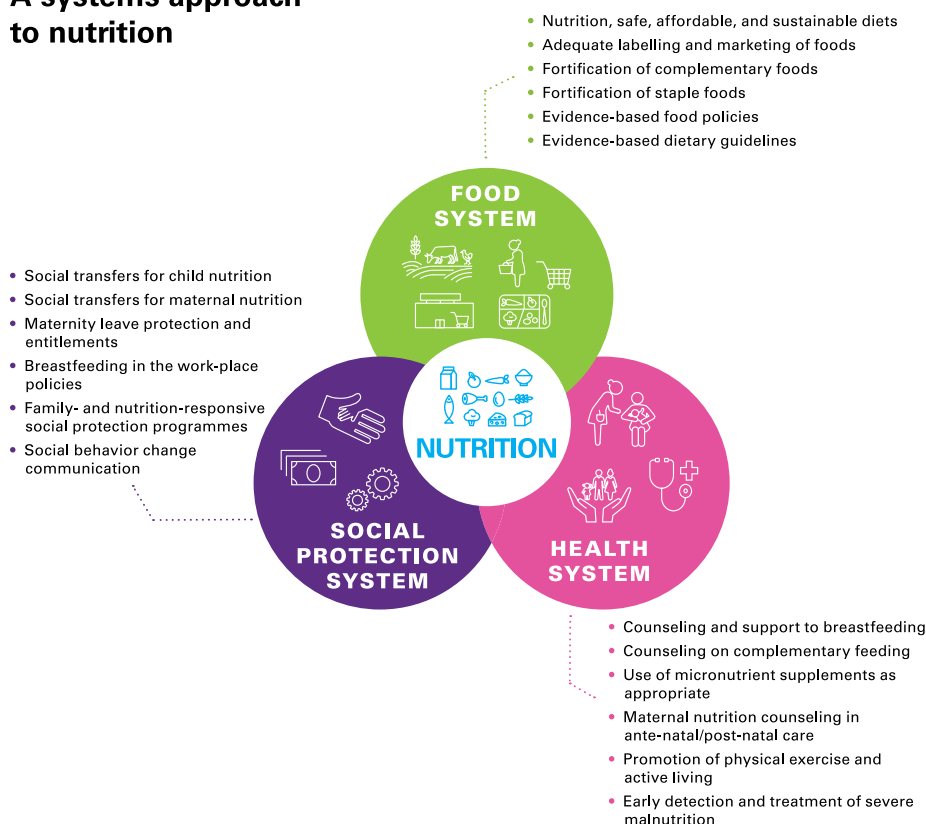 A systems approach
to nutrition
• Nutrition, safe, affordable, and sustainable diets
• Adequate labelling and marketing of foods
• Fortification of complementary foods
• Fortification of staple foods
• Evidence-based food policies
• Evidence-based dietary guidelines
FOOD
SYSTEM
• Social transfers for child nutrition
• Social transfers for maternal nutrition
• Maternity leave protection and
entitlements
• Breastfeeding in the work-place
policies
• Family- and nutrition-responsive
social protection programmes
• Social behavior change
communication
NUTRITION
SOCIAL
PROTECTION
SYSTEM
HEALTH
SYSTEM
• Counseling and support to breastfeeding
• Counseling on complementary feeding
• Use of micronutrient supplements as
appropriate
• Maternal nutrition counseling in
ante-natal/post-natal care
• Promotion of physical exercise and
active living
• Early detection and treatment of severe
malnutrition